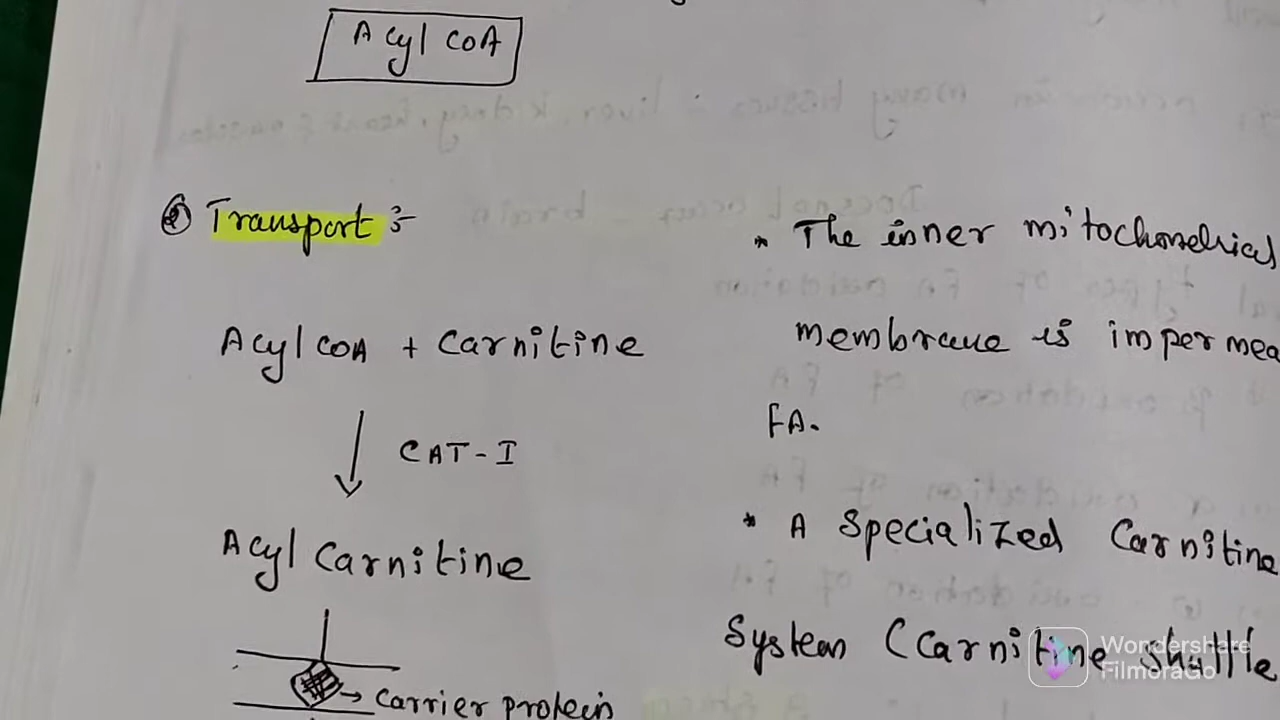 Acyl CoA
② Transport :-
Acyl CoA + Carnitine
CAT-I
Acyl Carnitine
Carrier protein
* The inner mitochondrial
membrane is impermea
FA.
* A Specialized Carnitine
System (Carnitine shuttle
Wondershare
FilmoraGo